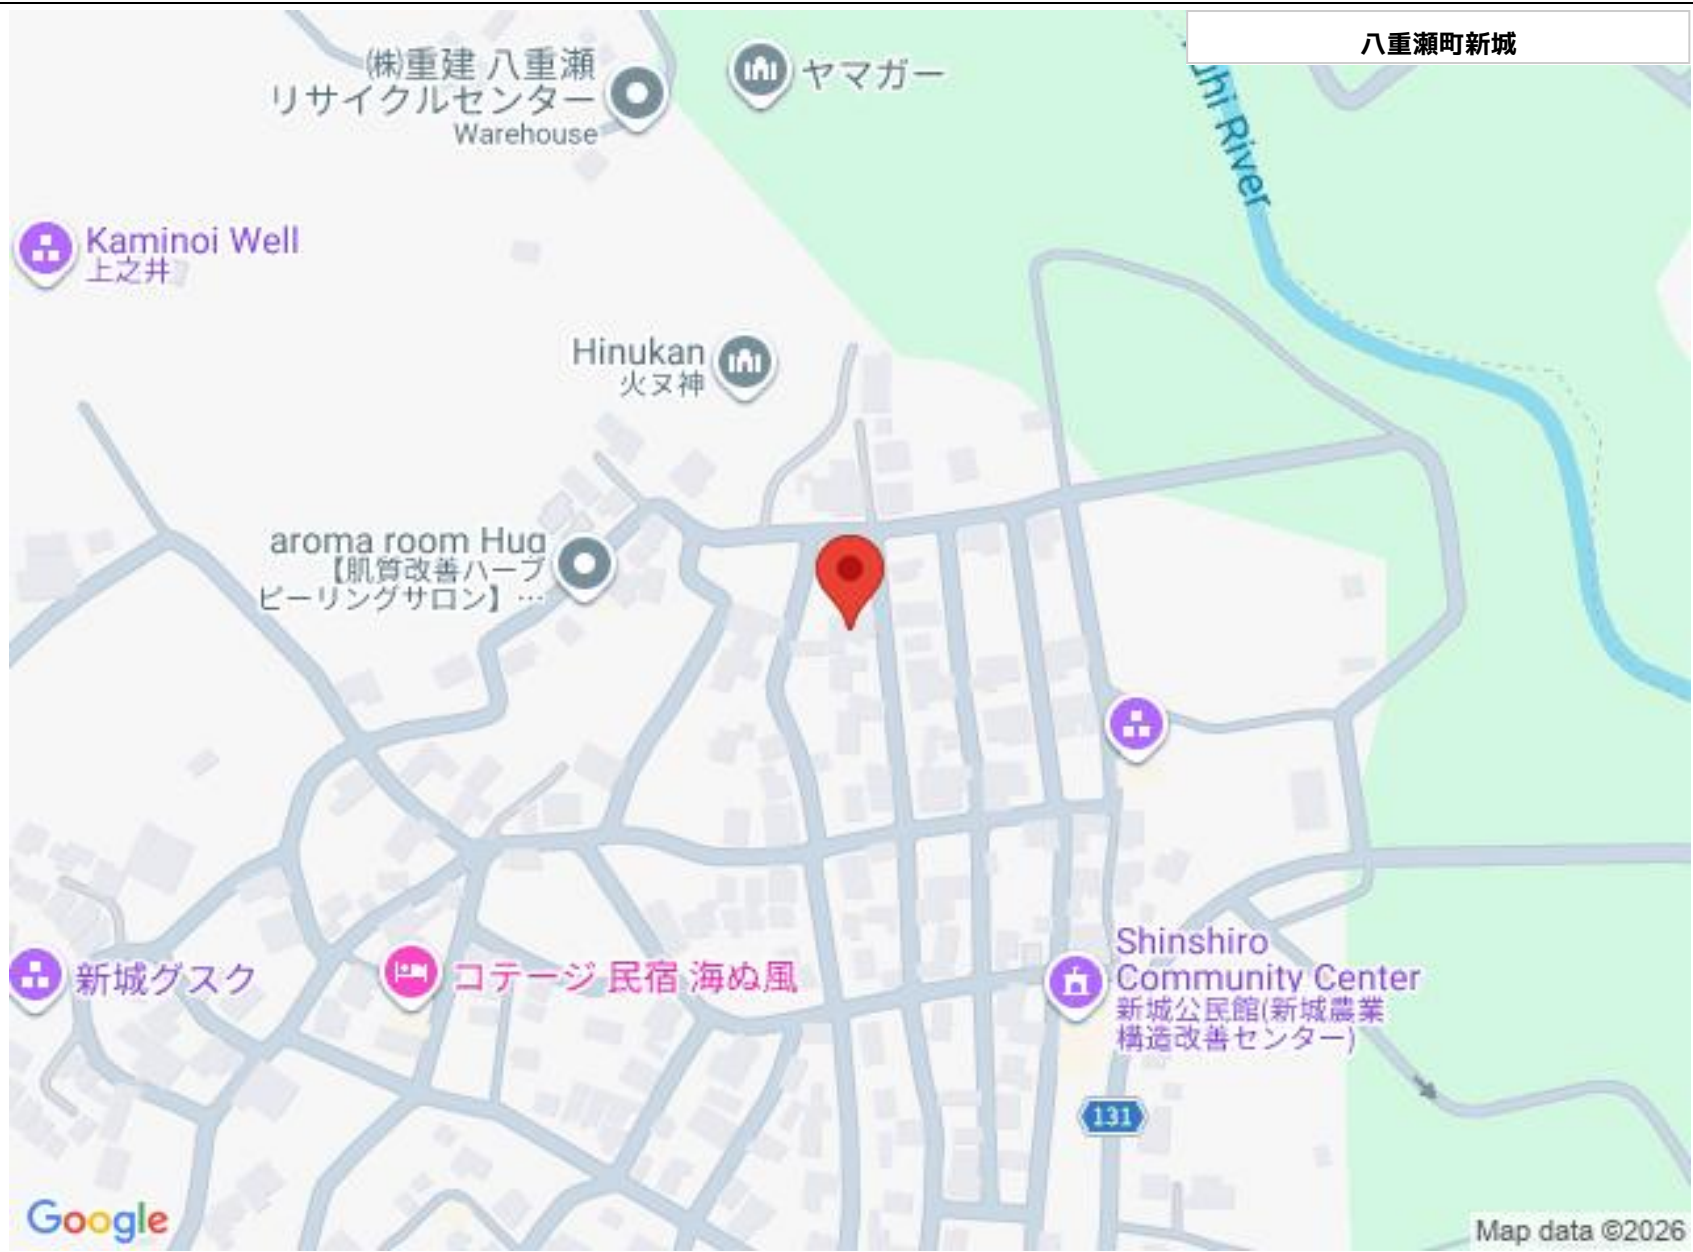 八重瀬町新城
㈱重建 八重瀬
リサイクルセンター
Warehouse
ヤマガー
uhi River
Kaminoi Well
上之井
Hinukan
火ヌ神
aroma room Hug
【肌質改善ハーブ
ピーリングサロン】…
新城グスク
コテージ 民宿 海ぬ風
Shinshiro
Community Center
新城公民館(新城農業
構造改善センター)
131
Google
Map data ©2026